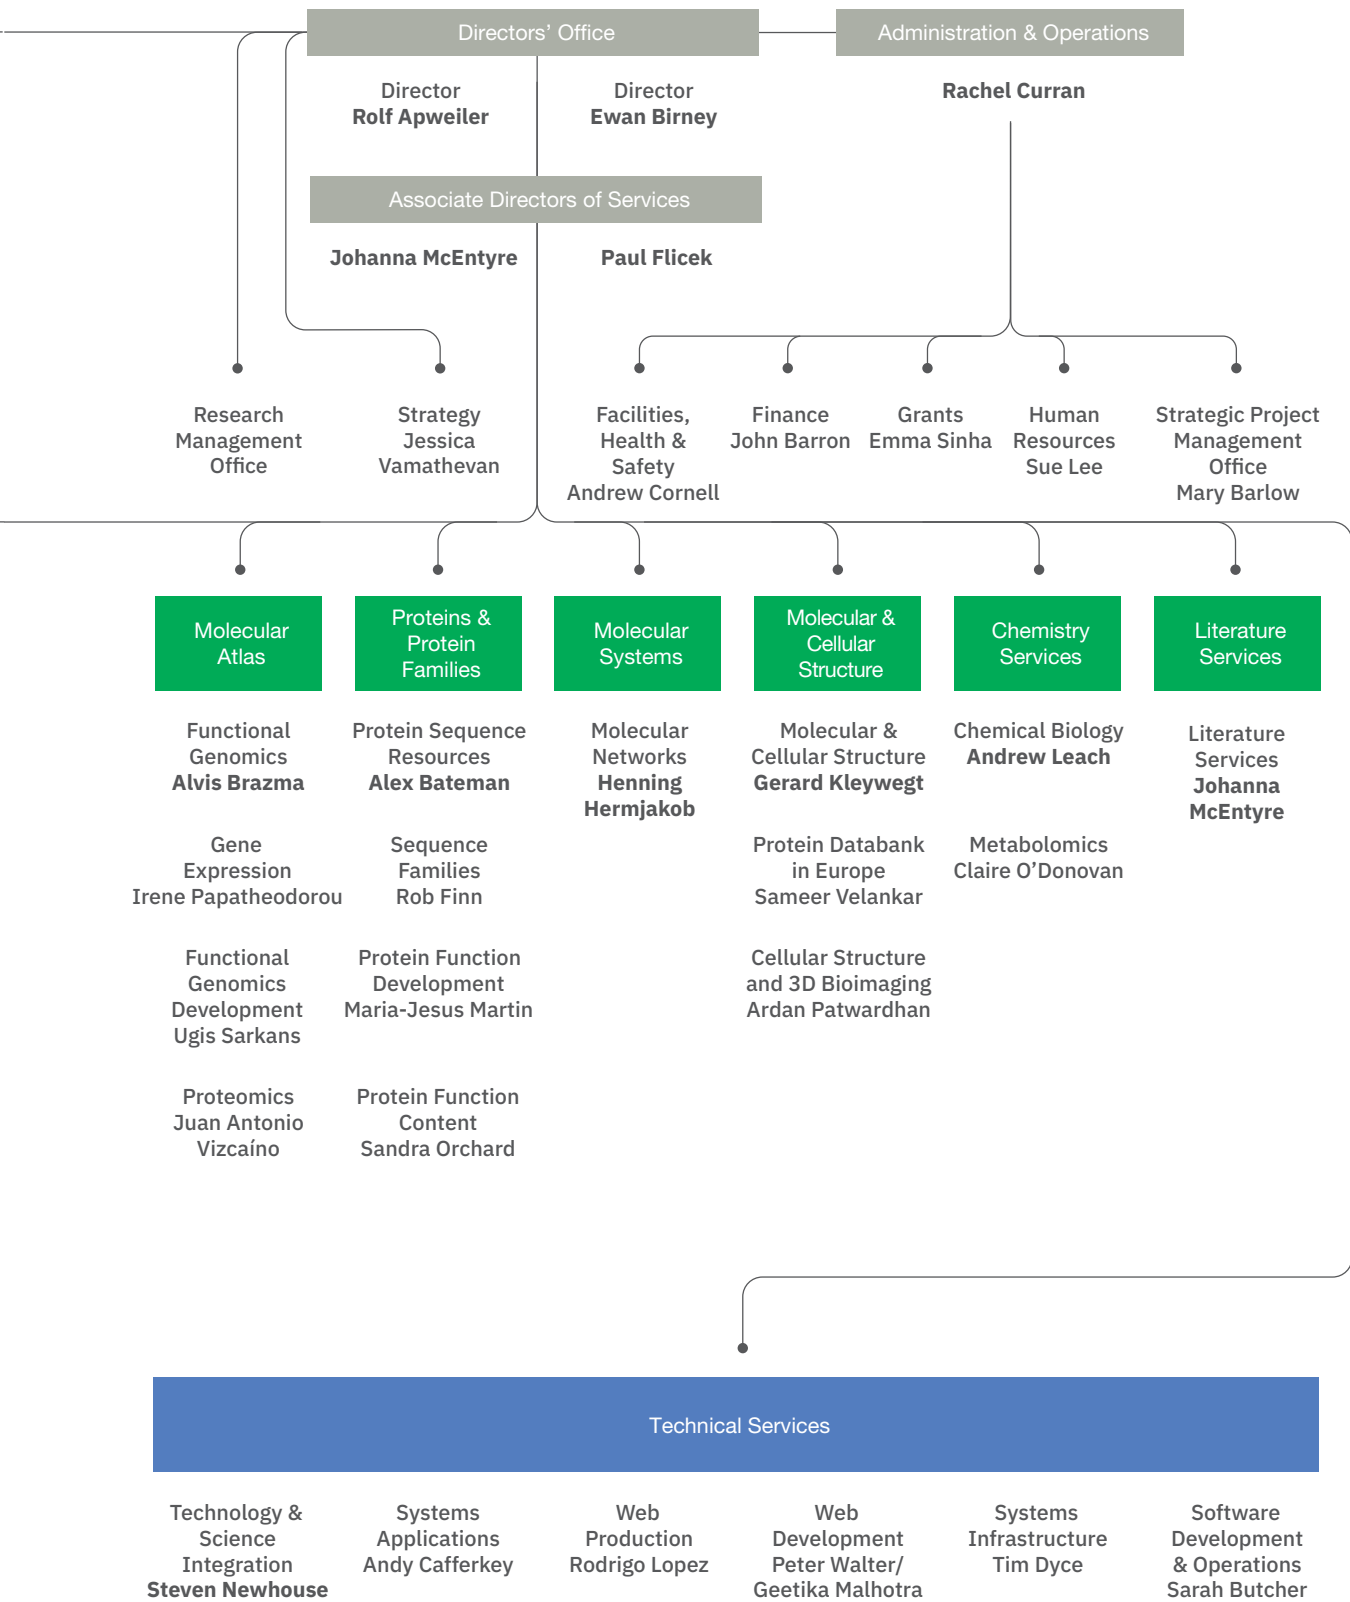 Directors’ Office
Administration & Operations
Director
Rolf Apweiler
Director
Ewan Birney
Rachel Curran
Associate Directors of Services
Johanna McEntyre
Paul Flicek
Research
Management
Office
Strategy
Jessica
Vamathevan
Facilities,
Health &
Safety
Andrew Cornell
Finance
John Barron
Grants
Emma Sinha
Human
Resources
Sue Lee
Strategic Project
Management
Office
Mary Barlow
Molecular
Atlas
Functional
Genomics
Alvis Brazma
Gene
Expression
Irene Papatheodorou
Functional
Genomics
Development
Ugis Sarkans
Proteomics
Juan Antonio
Vizcaíno
Proteins &
Protein
Families
Protein Sequence
Resources
Alex Bateman
Sequence
Families
Rob Finn
Protein Function
Development
Maria-Jesus Martin
Protein Function
Content
Sandra Orchard
Molecular
Systems
Molecular
Networks
Henning
Hermjakob
Molecular &
Cellular
Structure
Molecular &
Cellular Structure
Gerard Kleywegt
Protein Databank
in Europe
Sameer Velankar
Cellular Structure
and 3D Bioimaging
Ardan Patwardhan
Chemistry
Services
Chemical Biology
Andrew Leach
Metabolomics
Claire O’Donovan
Literature
Services
Literature
Services
Johanna
McEntyre
Technical Services
Technology &
Science
Integration
Steven Newhouse
Systems
Applications
Andy Cafferkey
Web
Production
Rodrigo Lopez
Web
Development
Peter Walter/
Geetika Malhotra
Systems
Infrastructure
Tim Dyce
Software
Development
& Operations
Sarah Butcher